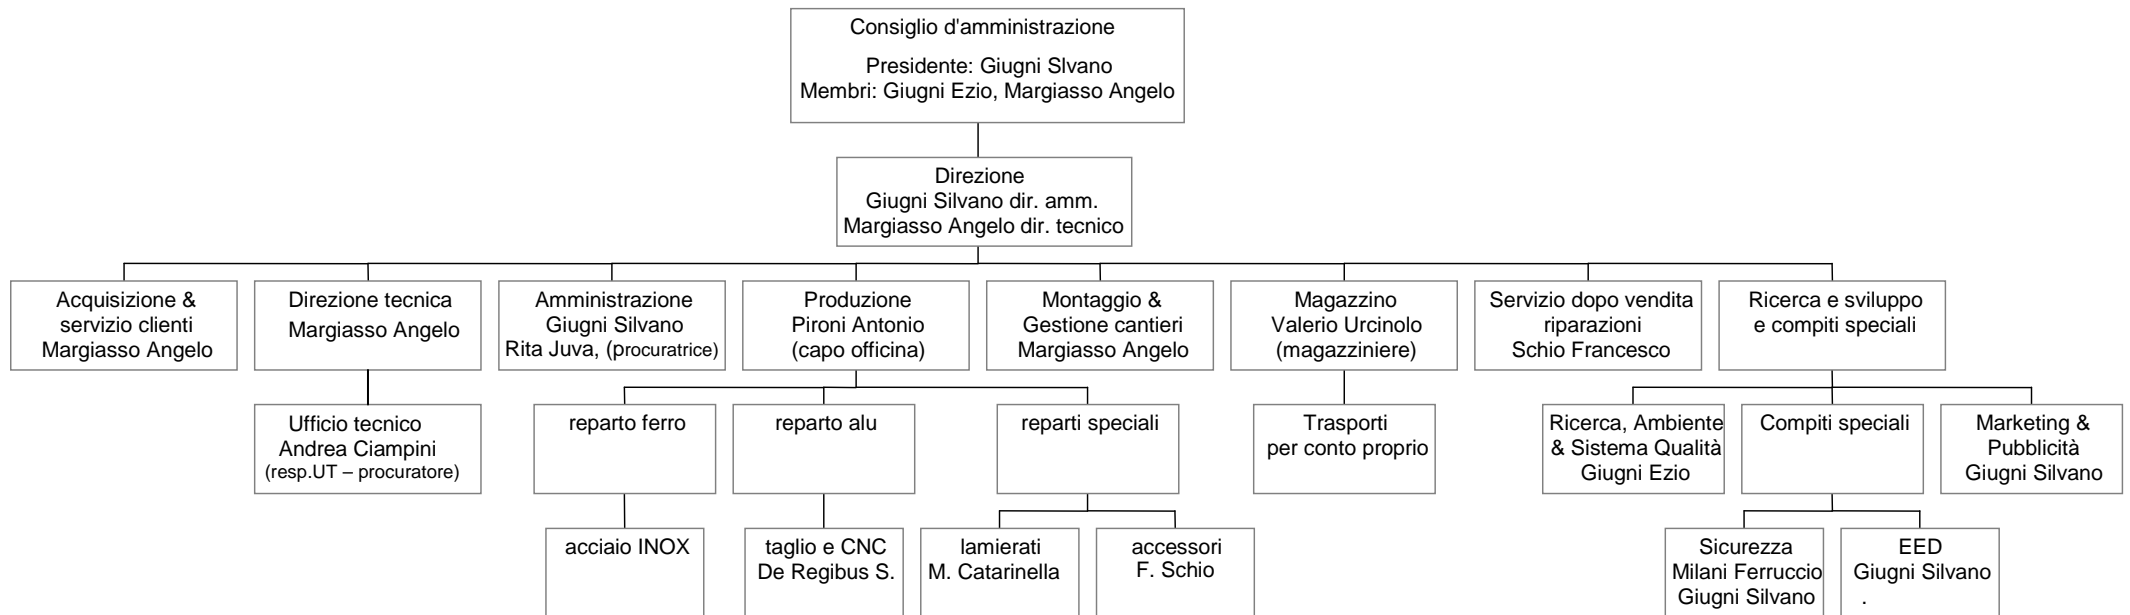 Consiglio d'amministrazione
Presidente: Giugni Slvano
Membri: Giugni Ezio, Margiasso Angelo
Direzione
Giugni Silvano dir. amm.
Margiasso Angelo dir. tecnico
Acquisizione &
servizio clienti
Margiasso Angelo
Direzione tecnica
Margiasso Angelo
Amministrazione
Giugni Silvano
Rita Juva, (procuratrice)
Produzione
Pironi Antonio
(capo officina)
Montaggio &
Gestione cantieri
Margiasso Angelo
Magazzino
Valerio Urcinolo
(magazziniere)
Servizio dopo vendita
riparazioni
Schio Francesco
Ricerca e sviluppo
e compiti speciali
Ufficio tecnico
Andrea Ciampini
(resp.UT – procuratore)
reparto ferro
reparto alu
reparti speciali
Trasporti
per conto proprio
Ricerca, Ambiente
& Sistema Qualità
Giugni Ezio
Compiti speciali
Marketing &
Pubblicità
Giugni Silvano
acciaio INOX
taglio e CNC
De Regibus S.
lamierati
M. Catarinella
accessori
F. Schio
Sicurezza
Milani Ferruccio
Giugni Silvano
EED
Giugni Silvano
.